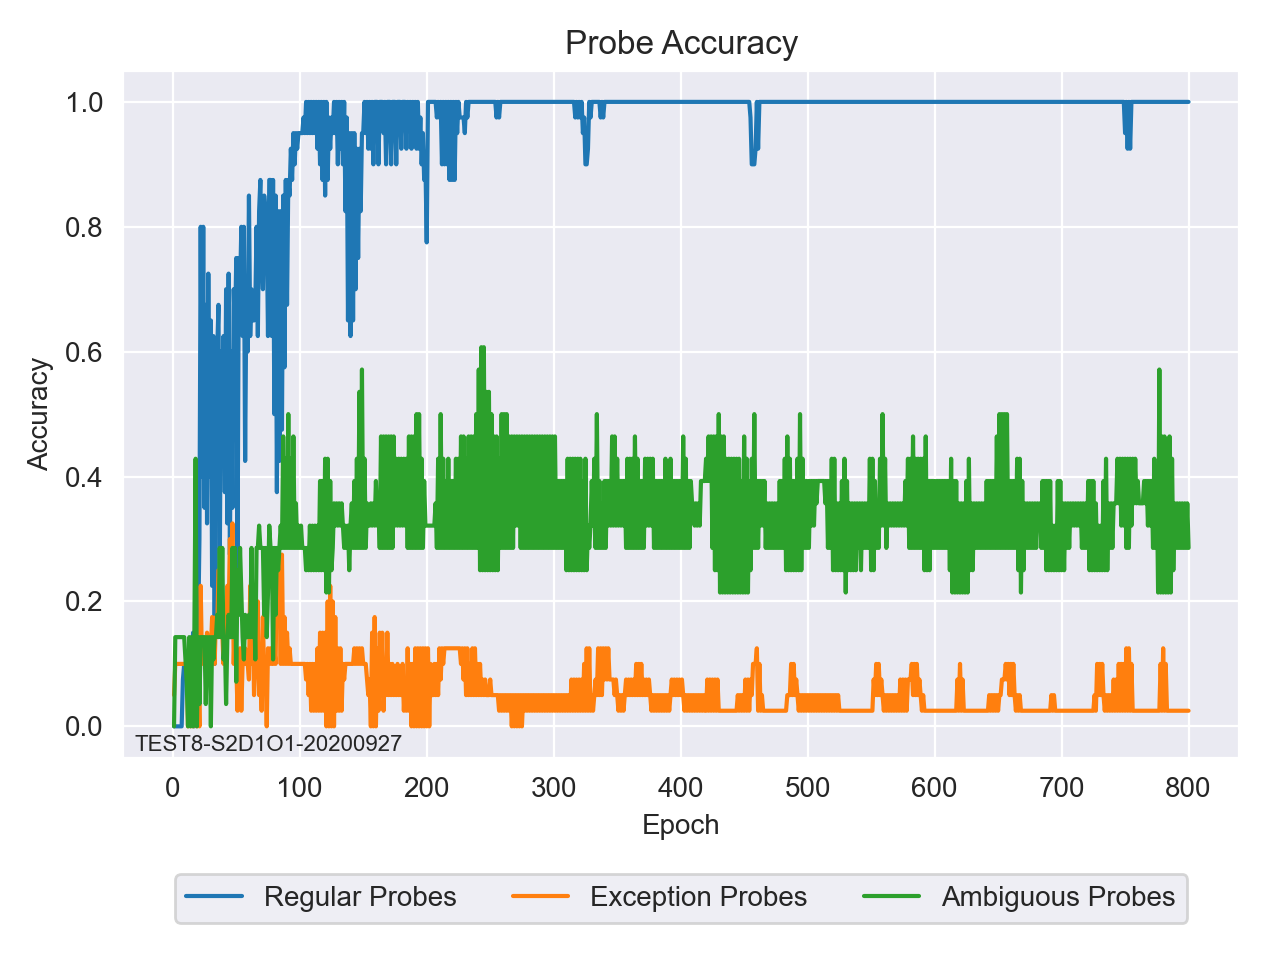 Probe Accuracy
1.0
0.8
0.6
0.4
0.2
0.0
Accuracy
TEST8-S2D1O1-20200927
0 100 200 300 400 500 600 700 800
Epoch
Regular Probes Exception Probes Ambiguous Probes